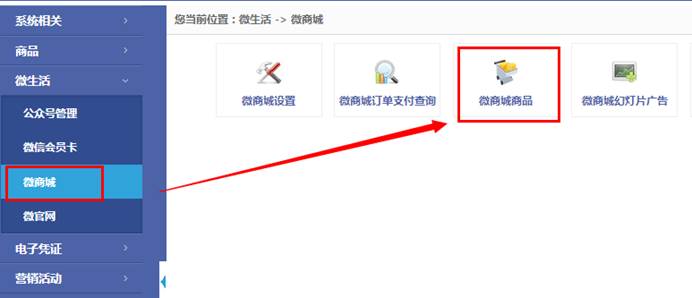 系统相关
商品
微生活
公众号管理
微信会员卡
微商城
微官网
电子凭证
营销活动
您当前位置：微生活 -> 微商城
微商城设置
微商城订单支付查询
微商城商品
微商城幻灯片广告